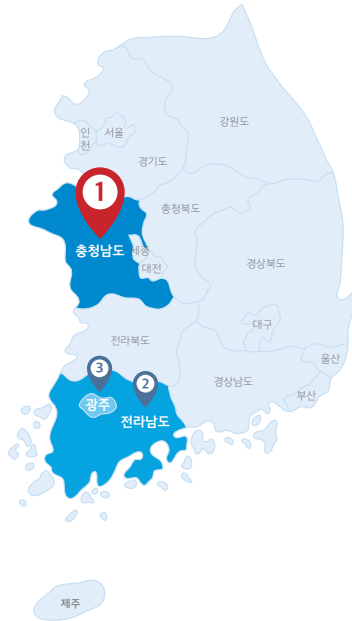 강원도
인
천
서울
경기도
1
충청북도
충청남도
세종
대전
경상북도
대구
전라북도
울산
3
2
경상남도
부산
광주
전라남도
제주